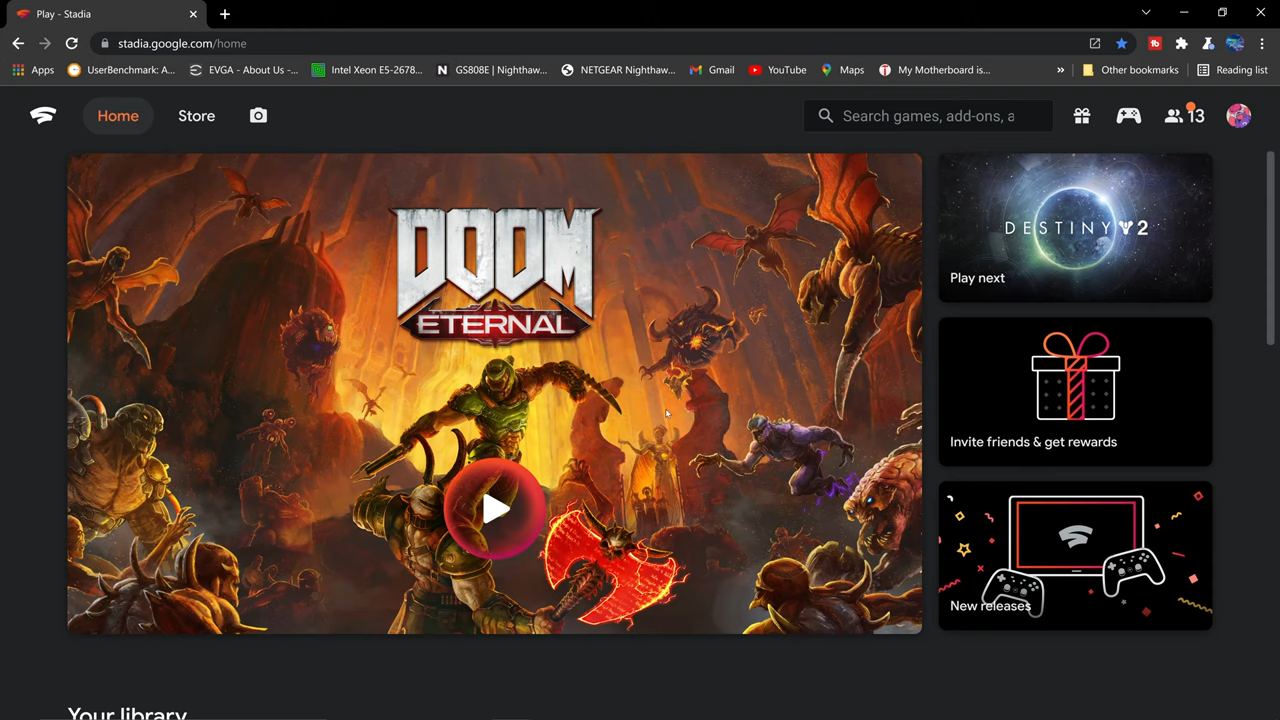 Play - Stadia
stadia.google.com/home
Apps
UserBenchmark: A...
EVGA - About Us -...
Intel Xeon E5-2678...
GS808E | Nighthaw...
NETGEAR Nighthaw...
Gmail
YouTube
Maps
My Motherboard is...
»
Other bookmarks
Reading list
Home
Store
Search games, add-ons, a
13
DOOM
ETERNAL
DESTINY 2
Play next
Invite friends & get rewards
New releases
Your library